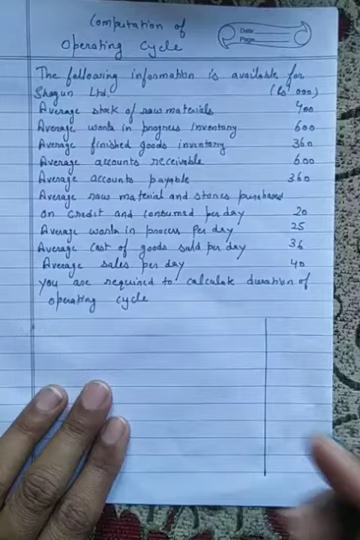 Computation of
Operating Cycle
Date
Page
The following information is available for
Shogun Ltd. (Rs '000)
Average stock of raw materials 400
Average work in progress inventory 600
Average finished goods inventory 360
Average accounts receivable 600
Average accounts payable 360
Average raw material and stores purchased
on credit and consumed per day 20
Average work in process per day 25
Average cost of goods sold per day 36
Average sales per day 40
You are required to calculate duration of
operating cycle